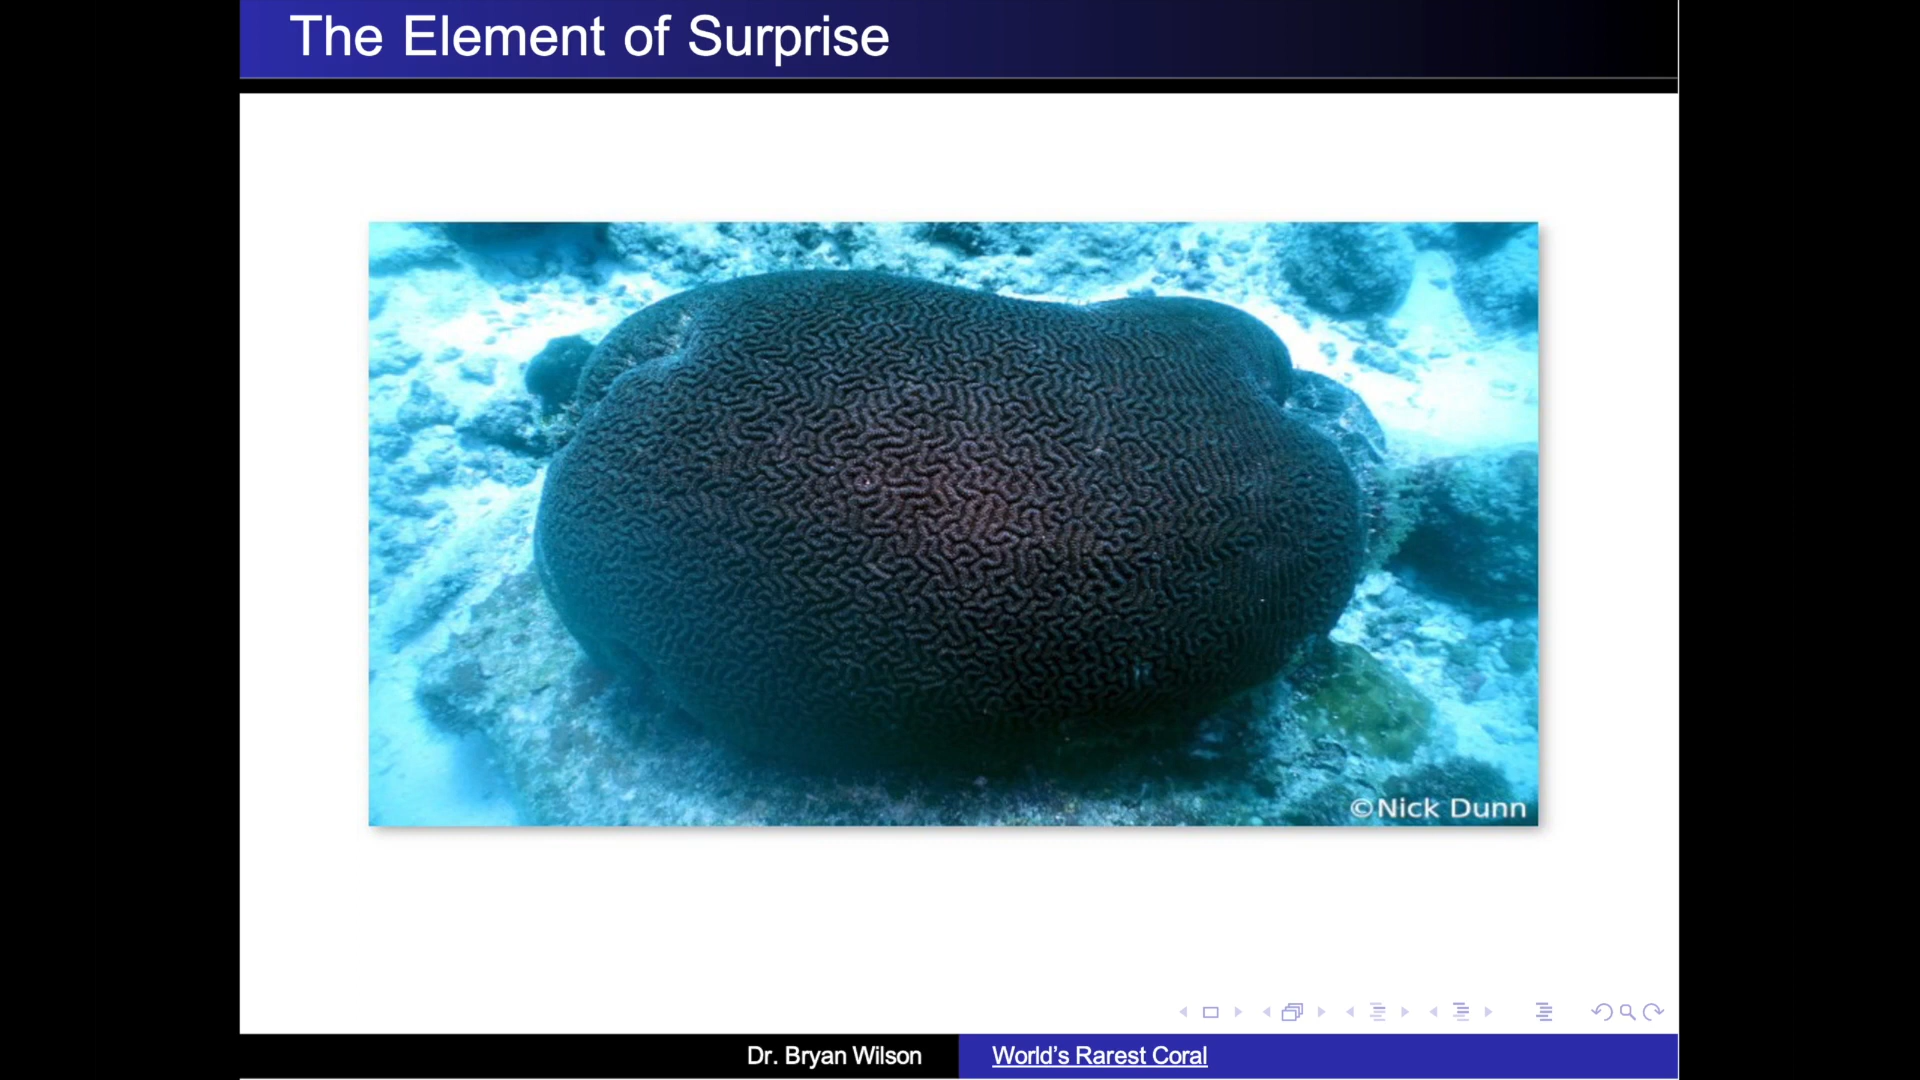 The Element of Surprise
©Nick Dunn
Dr. Bryan Wilson
World's Rarest Coral